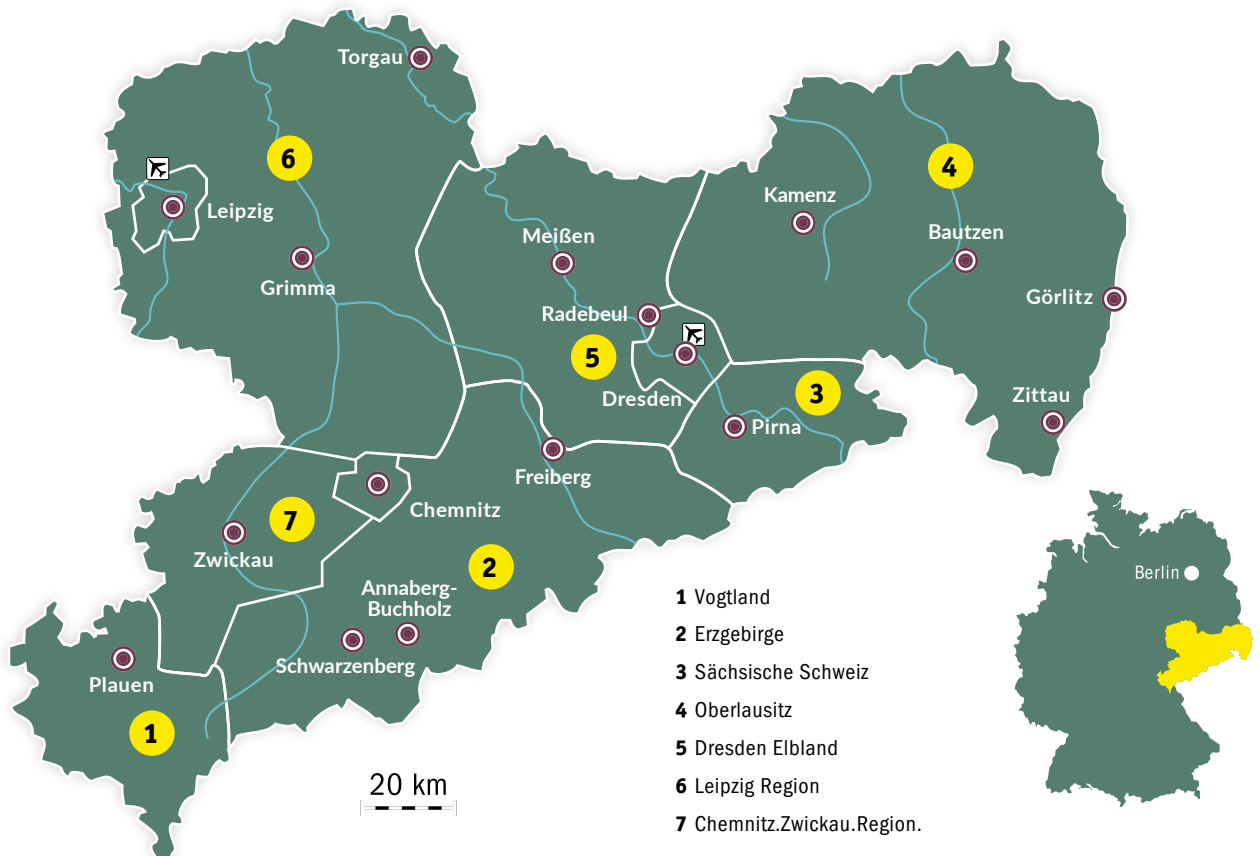 Torgau
6
4
Kamenz
Leipzig
Bautzen
Meißen
Grimma
Görlitz
Radebeul
5
3
Dresden
Zittau
Pirna
Freiberg
Chemnitz
7
Zwickau
2
Annaberg-
Buchholz
Schwarzenberg
Plauen
1
20 km
Berlin
1 Vogtland
2 Erzgebirge
3 Sächsische Schweiz
4 Oberlausitz
5 Dresden Elbland
6 Leipzig Region
7 Chemnitz.Zwickau.Region.